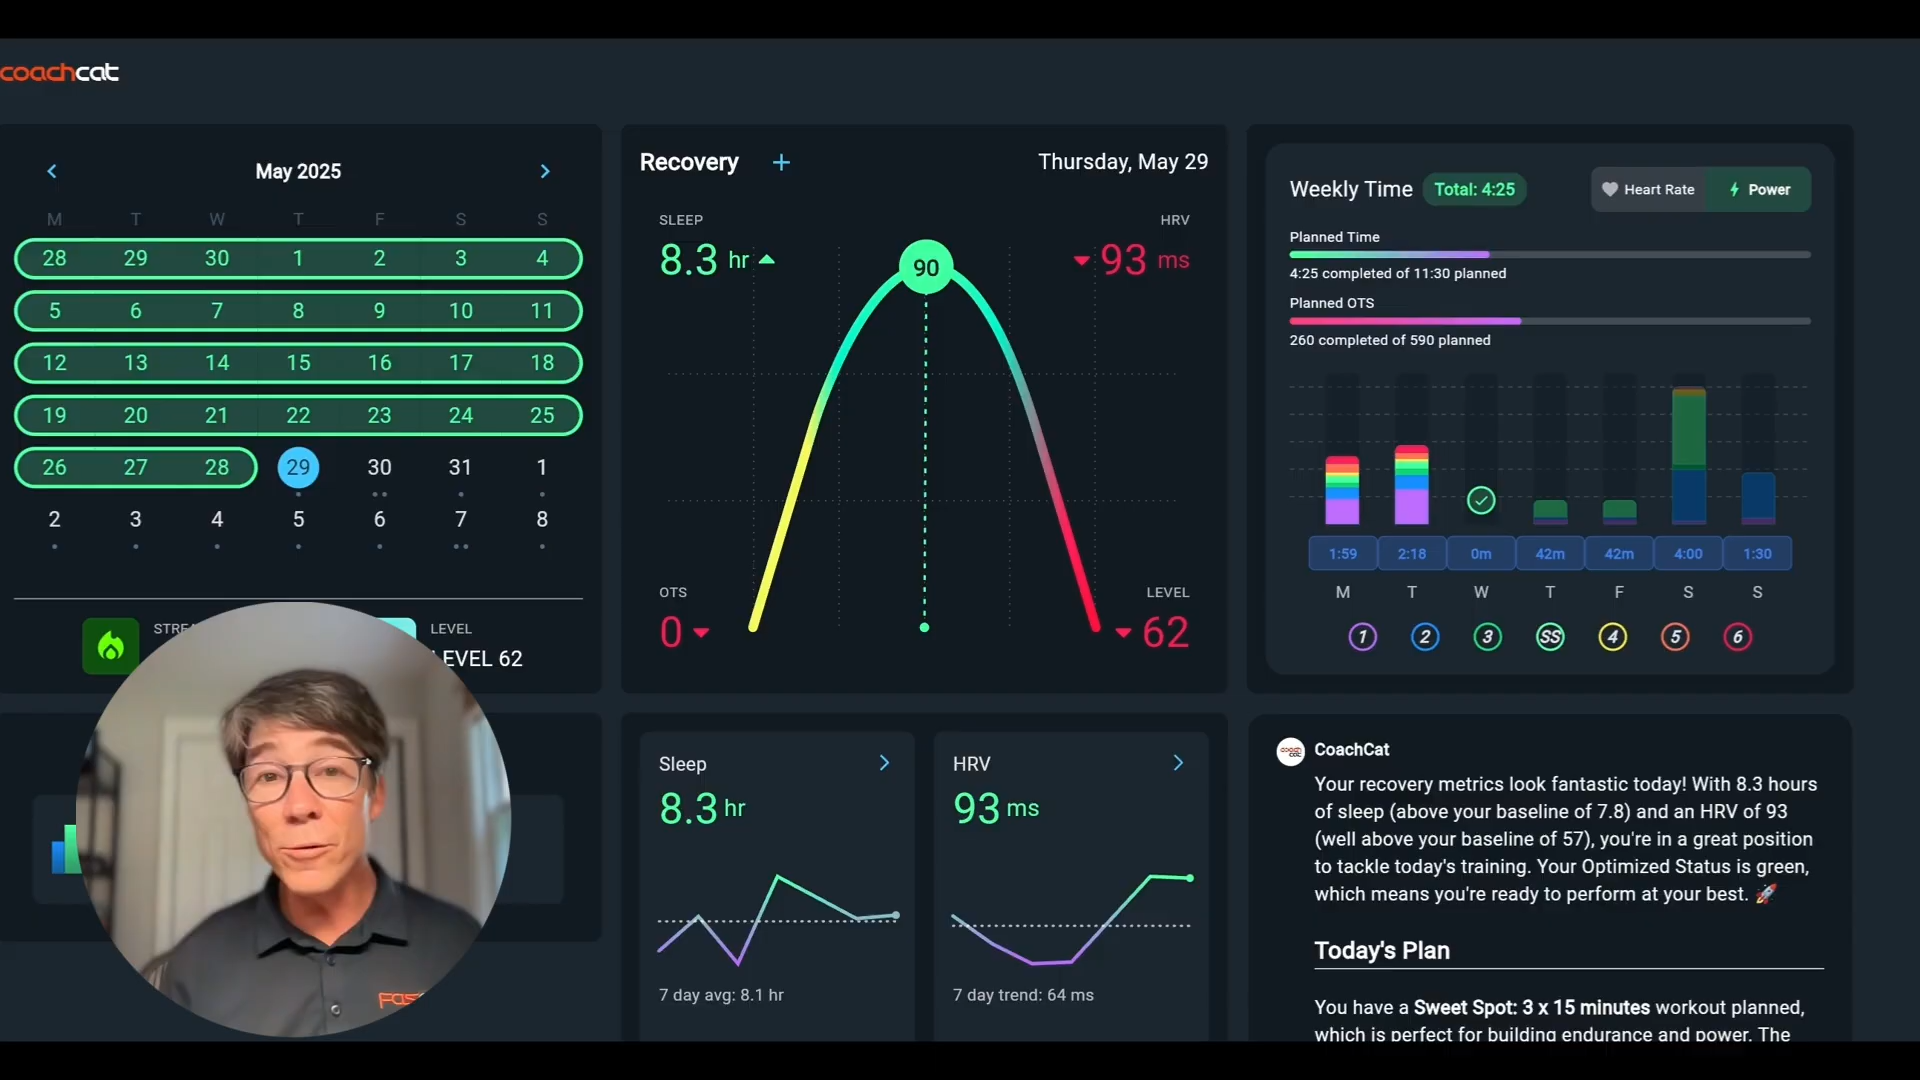 coachcat
May 2025
M T W T F S S
28 29 30 1 2 3 4
5 6 7 8 9 10 11
12 13 14 15 16 17 18
19 20 21 22 23 24 25
26 27 28 29 30 31 1
2 3 4 5 6 7 8
LEVEL
LEVEL 62
Recovery +
Thursday, May 29
SLEEP
8.3 hr
HRV
93 ms
90
OTS
0
LEVEL
62
Weekly Time Total: 4:25
Heart Rate Power
Planned Time
4:25 completed of 11:30 planned
Planned OTS
260 completed of 590 planned
1:59 2:18 0m 42m 42m 4:00 1:30
M T W T F S S
1 2 3 SS 4 5 6
Sleep
8.3 hr
7 day avg: 8.1 hr
HRV
93 ms
7 day trend: 64 ms
CoachCat
Your recovery metrics look fantastic today! With 8.3 hours
of sleep (above your baseline of 7.8) and an HRV of 93
(well above your baseline of 57), you're in a great position
to tackle today's training. Your Optimized Status is green,
which means you're ready to perform at your best. 🚀
Today's Plan
You have a Sweet Spot: 3 x 15 minutes workout planned,
which is perfect for building endurance and power. The